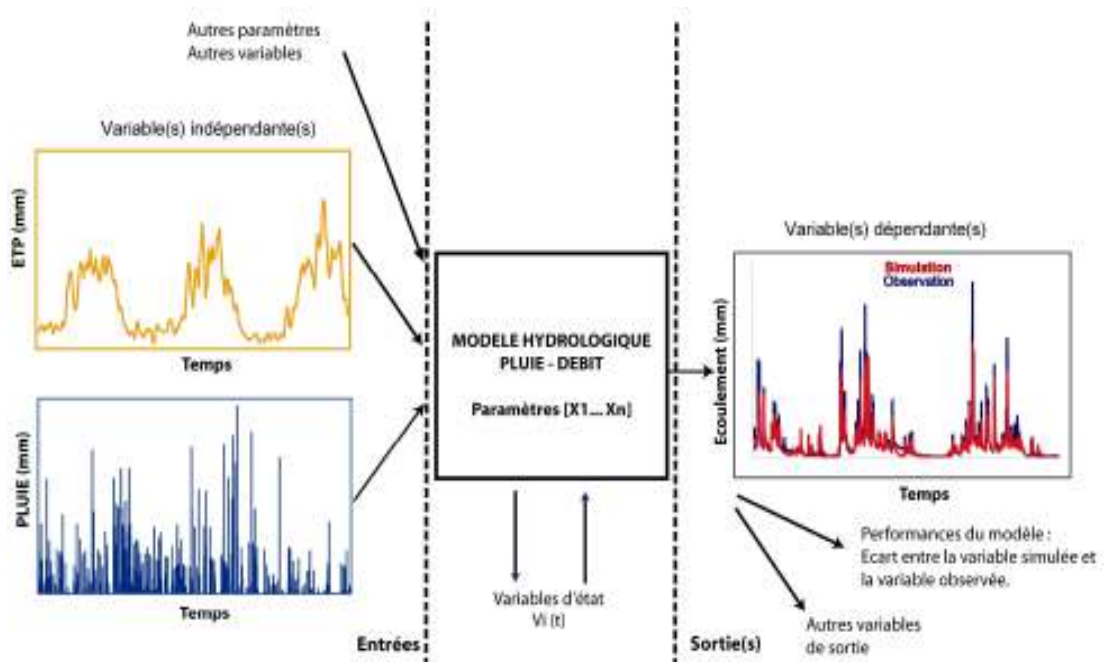 Autres paramètres
Autres variables
Variable(s) indépendante(s)
ETP (mm)
Temps
PLUIE (mm)
Temps
Entrées
MODELE HYDROLOGIQUE
PLUIE - DEBIT
Paramètres [X1.... Xn]
Variables d'état
Vi (t)
Variable(s) dépendante(s)
Simulation
Observation
Ecoulement (mm)
Temps
Performances du modèle :
Ecart entre la variable simulée et
la variable observée.
Autres variables
de sortie
Sortie(s)